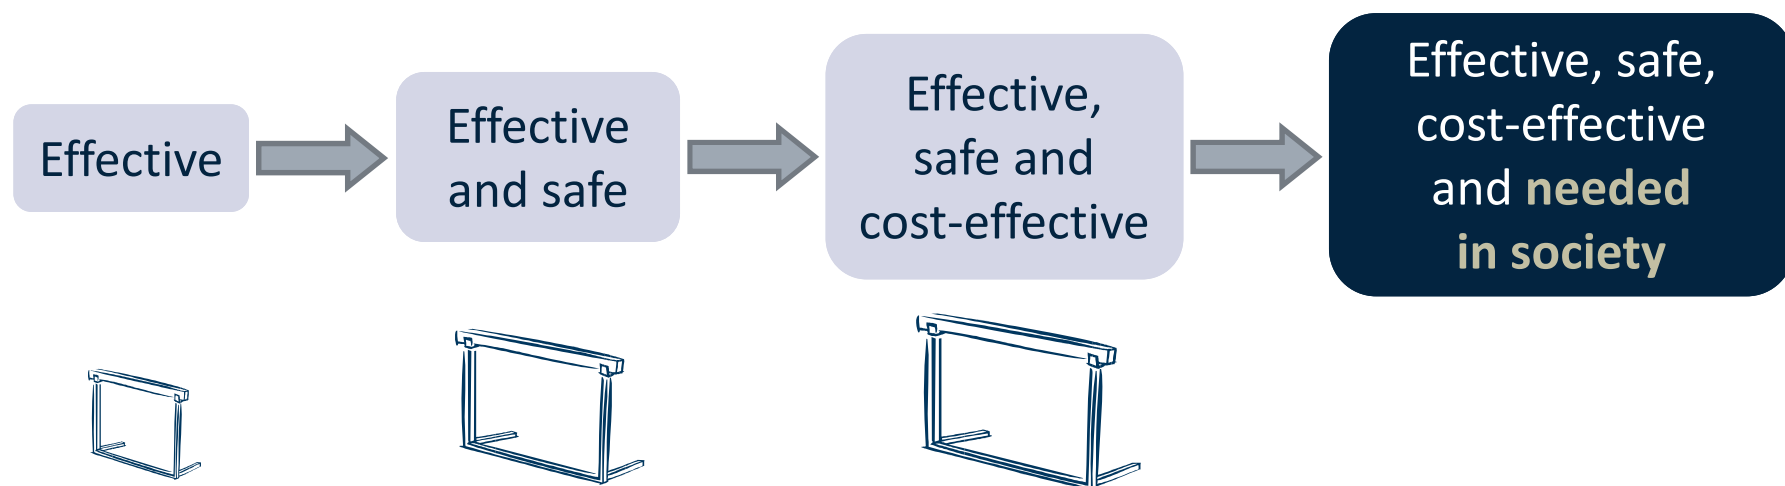 Effective
Effective
and safe
Effective,
safe and
cost-effective
Effective, safe,
cost-effective
and needed
in society